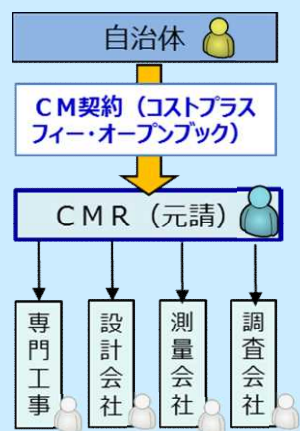 自治体
ＣＭ契約（コストプラス
フィー・オープンブック）
ＣＭＲ（元請）
専門工事
設計会社
測量会社
調査会社